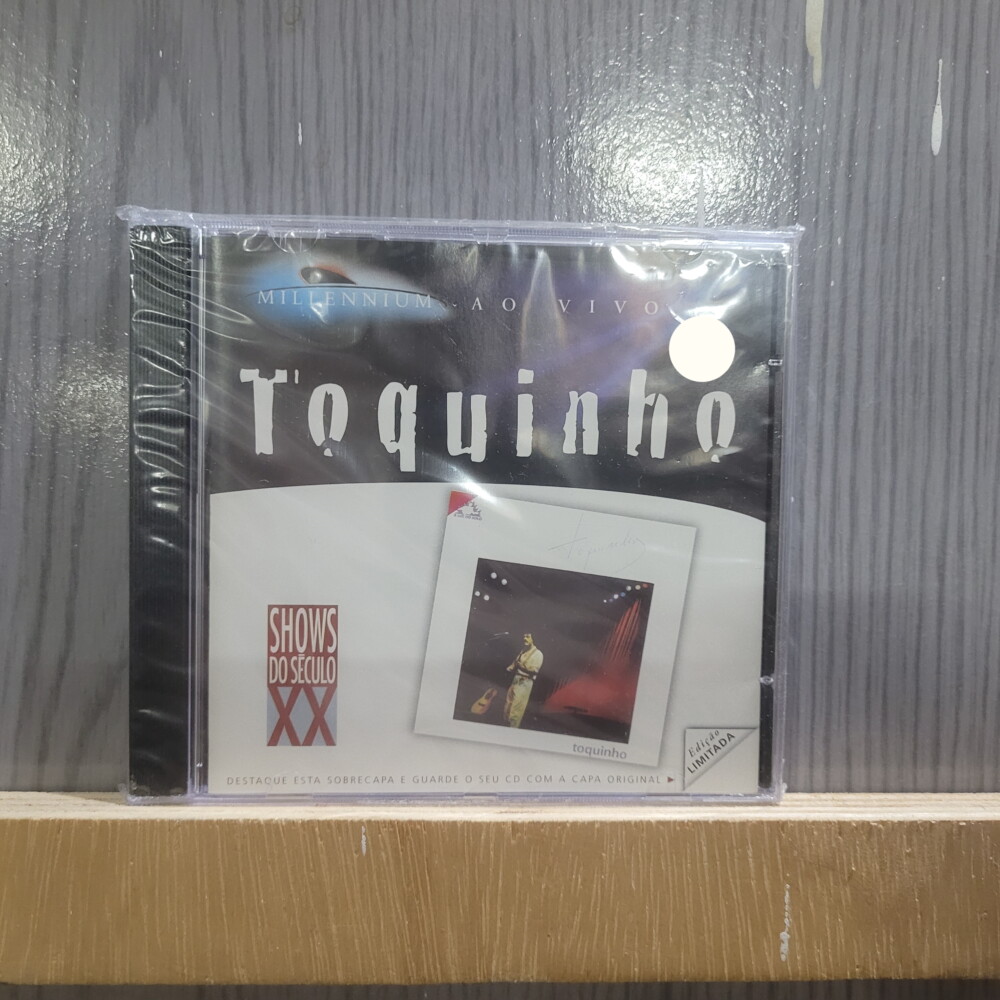 MILLENNIUM AO VIVO
Toquinho
SHOWS
DO SÉCULO
XX
toquinho
Edição
LIMITADA
DESTAQUE ESTA SOBRECAPA E GUARDE O SEU CD COM A CAPA ORIGINAL